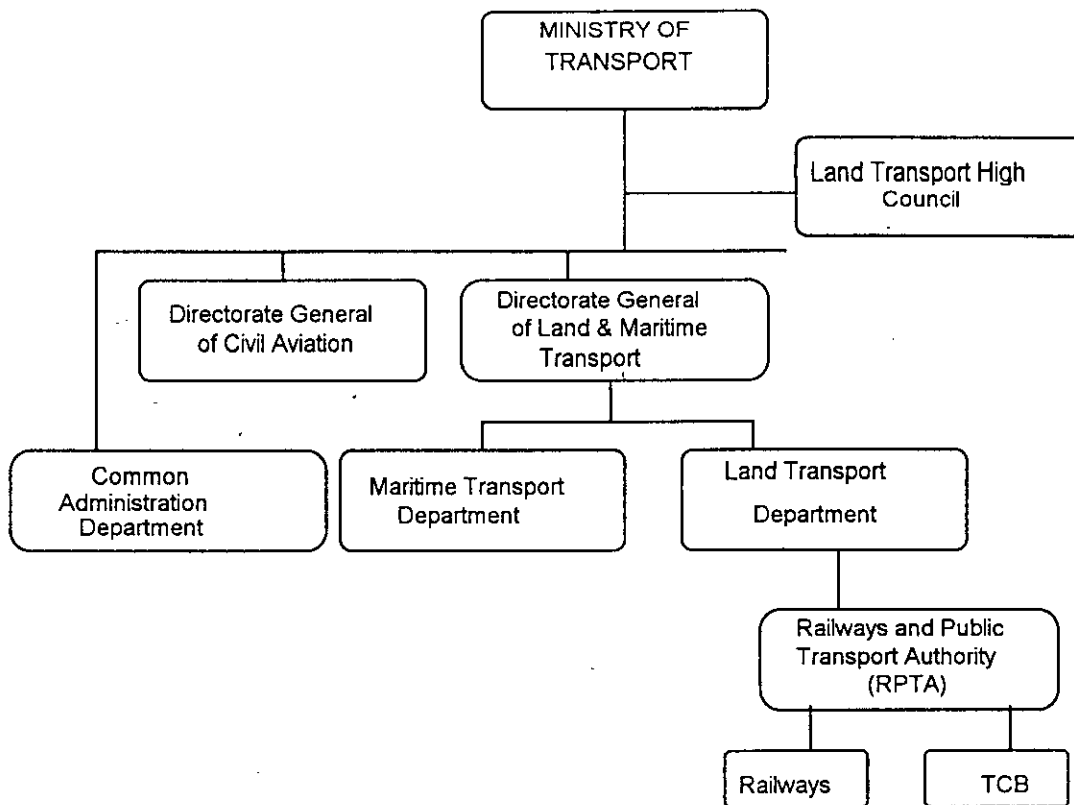 MINISTRY OF
TRANSPORT
Land Transport High
Council
Directorate General
of Civil Aviation
Directorate General
of Land & Maritime
Transport
Common
Administration
Department
Maritime Transport
Department
Land Transport
Department
Railways and Public
Transport Authority
(RPTA)
Railways
TCB